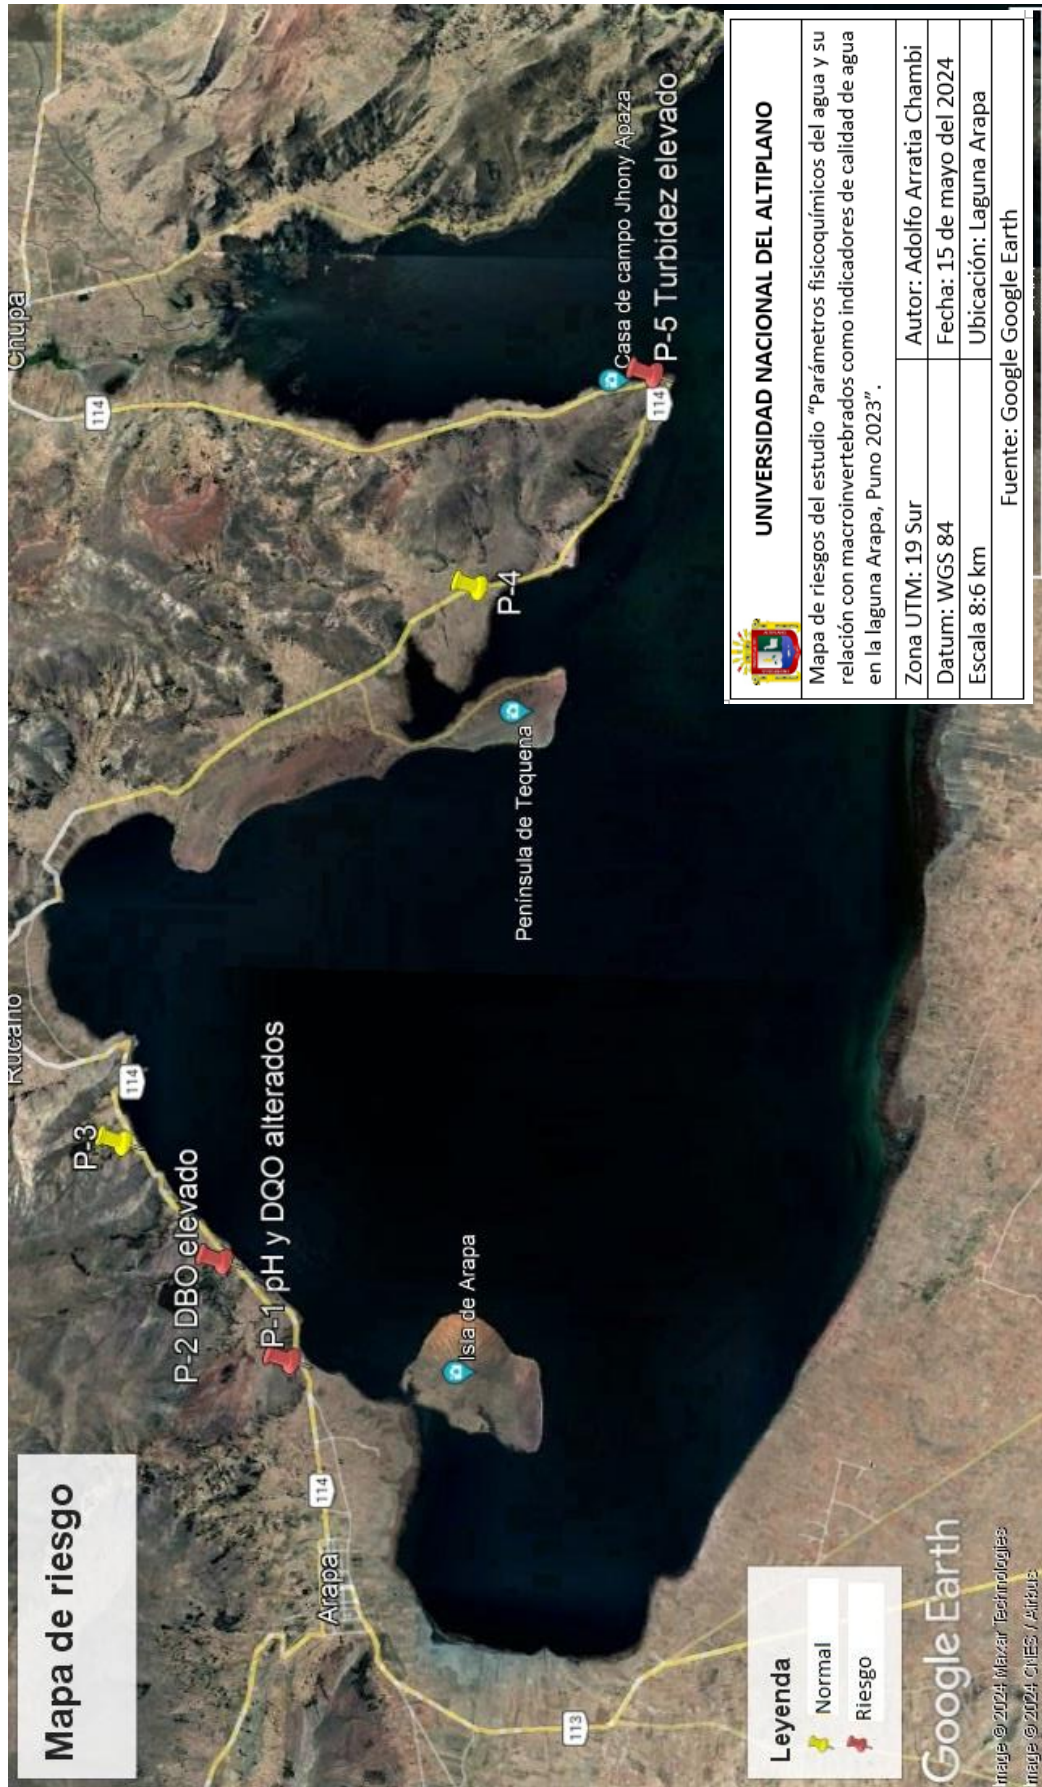 Mapa de riesgo
Chupa
Rucano
114
P-3
114
P-2 DBO elevado
P-1 pH y DQO alterados
114
Arapa
Isla de Arapa
Península de Tequena
P-4
Casa de campo Jhony Apaza
P-5 Turbidez elevado
114
113
Leyenda
Normal
Riesgo
Google Earth
Image © 2024 Maxar Technologies
Image © 2024 CNES / Airbus
UNIVERSIDAD NACIONAL DEL ALTIPLANO
Mapa de riesgos del estudio “Parámetros fisicoquímicos del agua y su
relación con macroinvertebrados como indicadores de calidad de agua
en la laguna Arapa, Puno 2023”.
Zona UTM: 19 Sur
Autor: Adolfo Arratia Chambi
Datum: WGS 84
Fecha: 15 de mayo del 2024
Escala 8:6 km
Ubicación: Laguna Arapa
Fuente: Google Google Earth